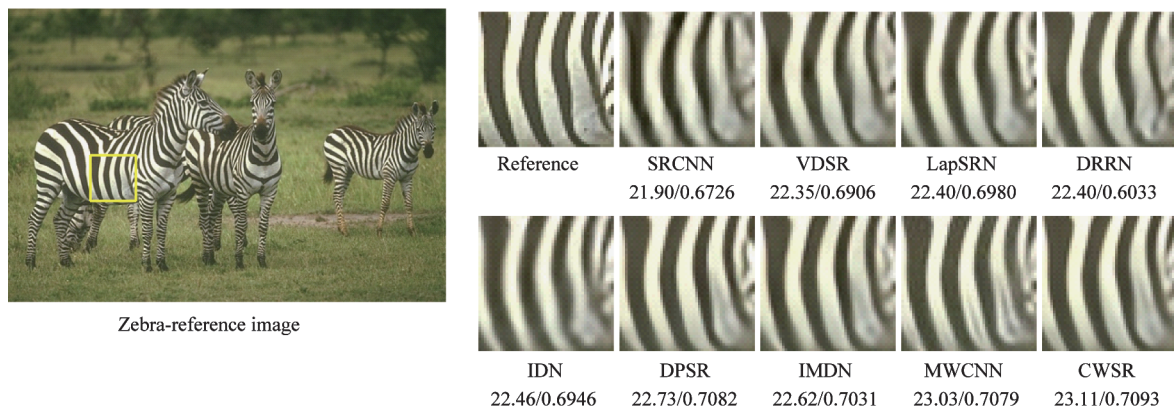 Reference SRCNN VDSR LapSRN DRRN
21.90/0.6726 22.35/0.6906 22.40/0.6980 22.40/0.6033
Zebra-reference image
IDN DPSR IMDN MWCNN CWSR
22.46/0.6946 22.73/0.7082 22.62/0.7031 23.03/0.7079 23.11/0.7093